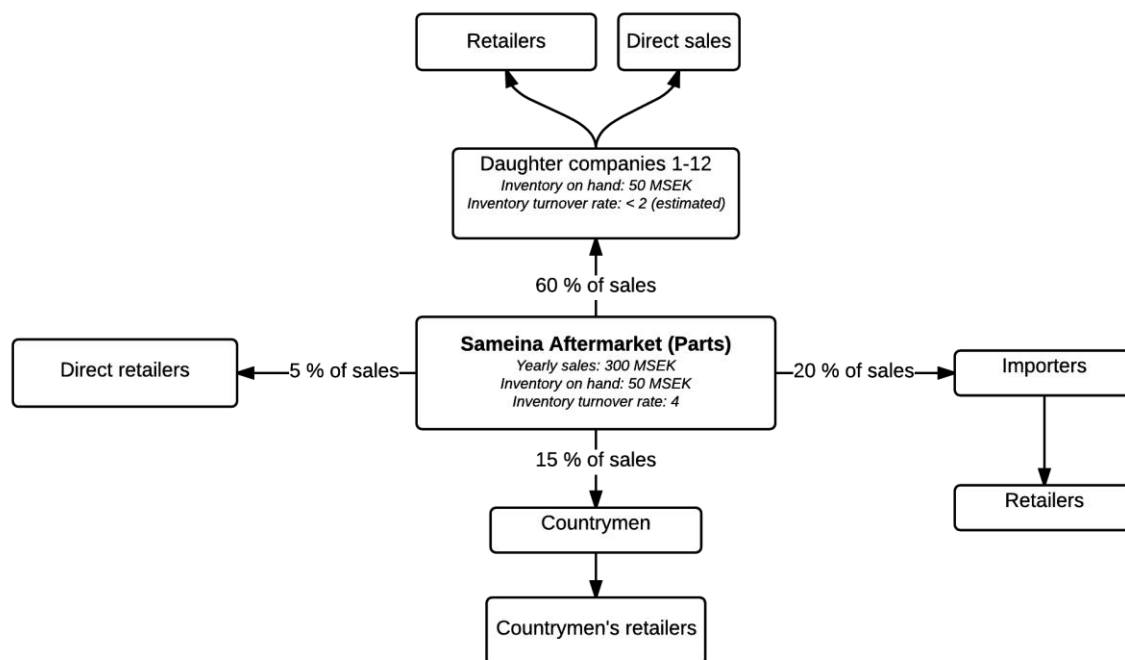 Retailers
Direct sales
Daughter companies 1-12
Inventory on hand: 50 MSEK
Inventory turnover rate: < 2 (estimated)
60 % of sales
Sameina Aftermarket (Parts)
Yearly sales: 300 MSEK
Inventory on hand: 50 MSEK
Inventory turnover rate: 4
Direct retailers
5 % of sales
20 % of sales
Importers
Retailers
15 % of sales
Countrymen
Countrymen's retailers